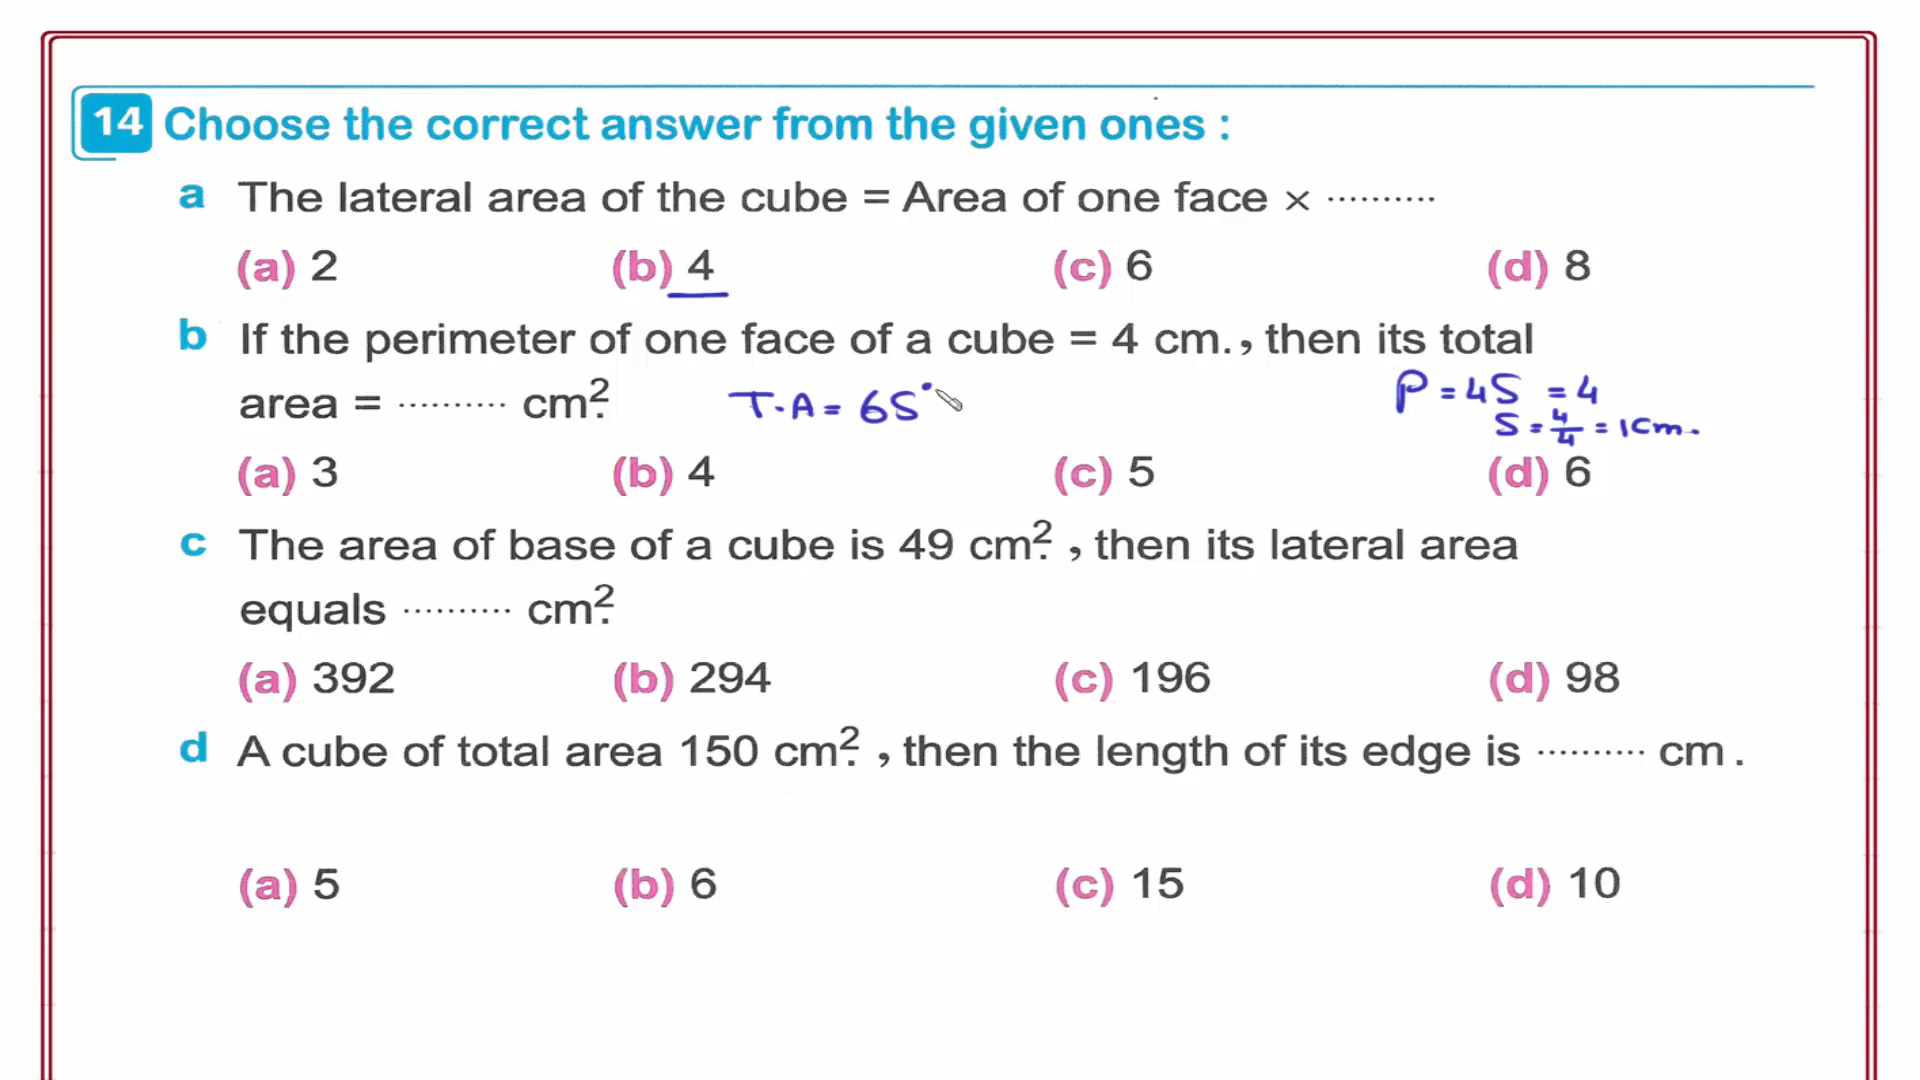 14 Choose the correct answer from the given ones :
a The lateral area of the cube = Area of one face × ··········
(a) 2 (b) 4 (c) 6 (d) 8
b If the perimeter of one face of a cube = 4 cm., then its total
area = ·········· cm².
T.A = 6S
P = 4S = 4
S = 4/4 = 1cm.
(a) 3 (b) 4 (c) 5 (d) 6
c The area of base of a cube is 49 cm²., then its lateral area
equals ·········· cm².
(a) 392 (b) 294 (c) 196 (d) 98
d A cube of total area 150 cm²., then the length of its edge is ·········· cm .
(a) 5 (b) 6 (c) 15 (d) 10